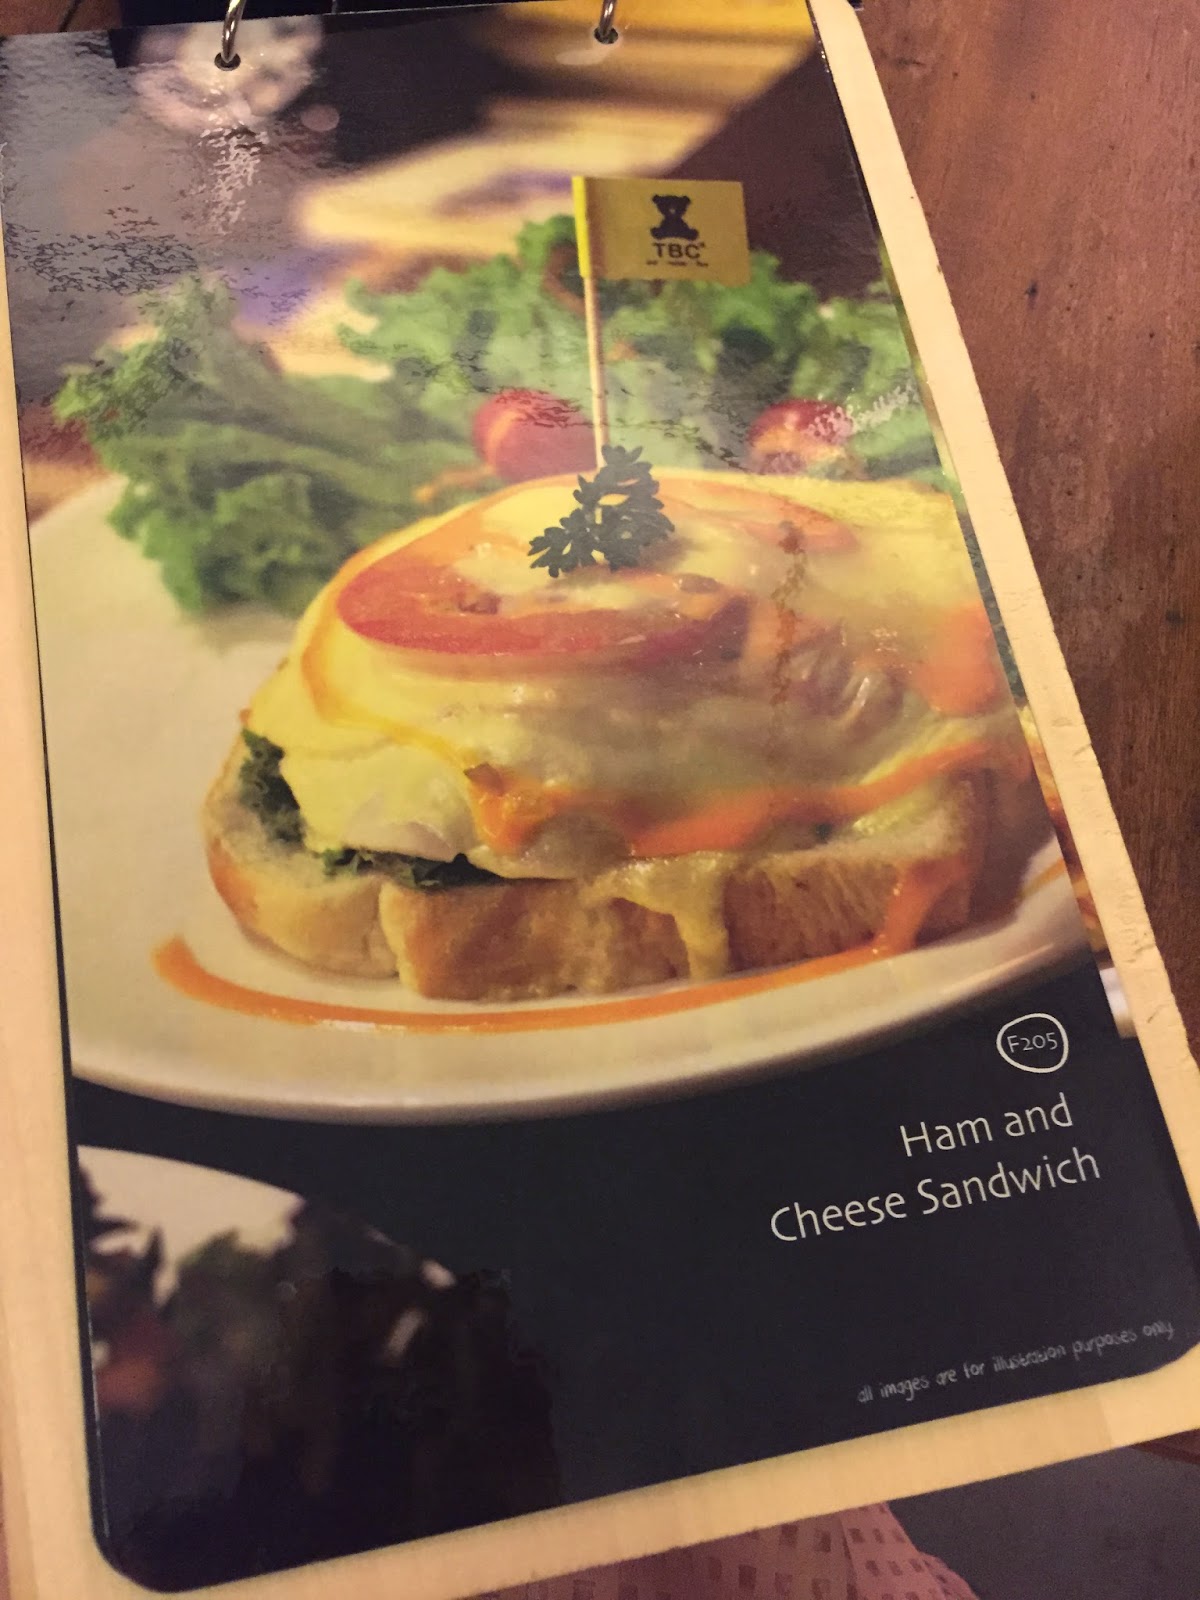 TBC
F205
Ham and
Cheese Sandwich
all images are for illustration purposes only